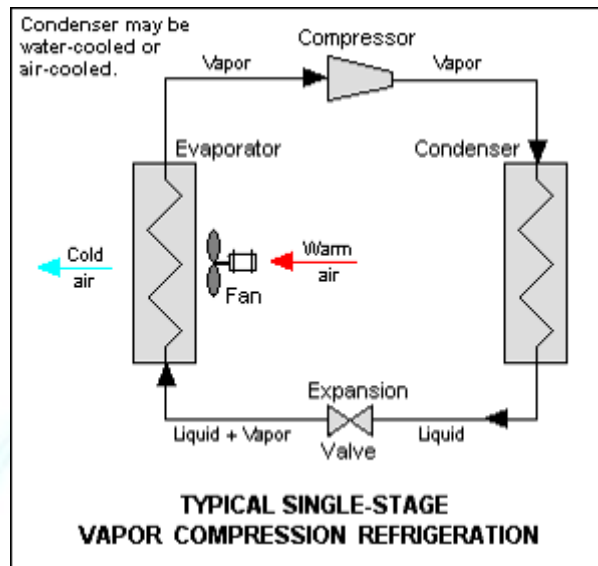 Condenser may be
water-cooled or
air-cooled.
Compressor
Vapor
Vapor
Evaporator
Condenser
Cold
air
Warm
air
Fan
Expansion
Valve
Liquid + Vapor
Liquid
TYPICAL SINGLE-STAGE
VAPOR COMPRESSION REFRIGERATION